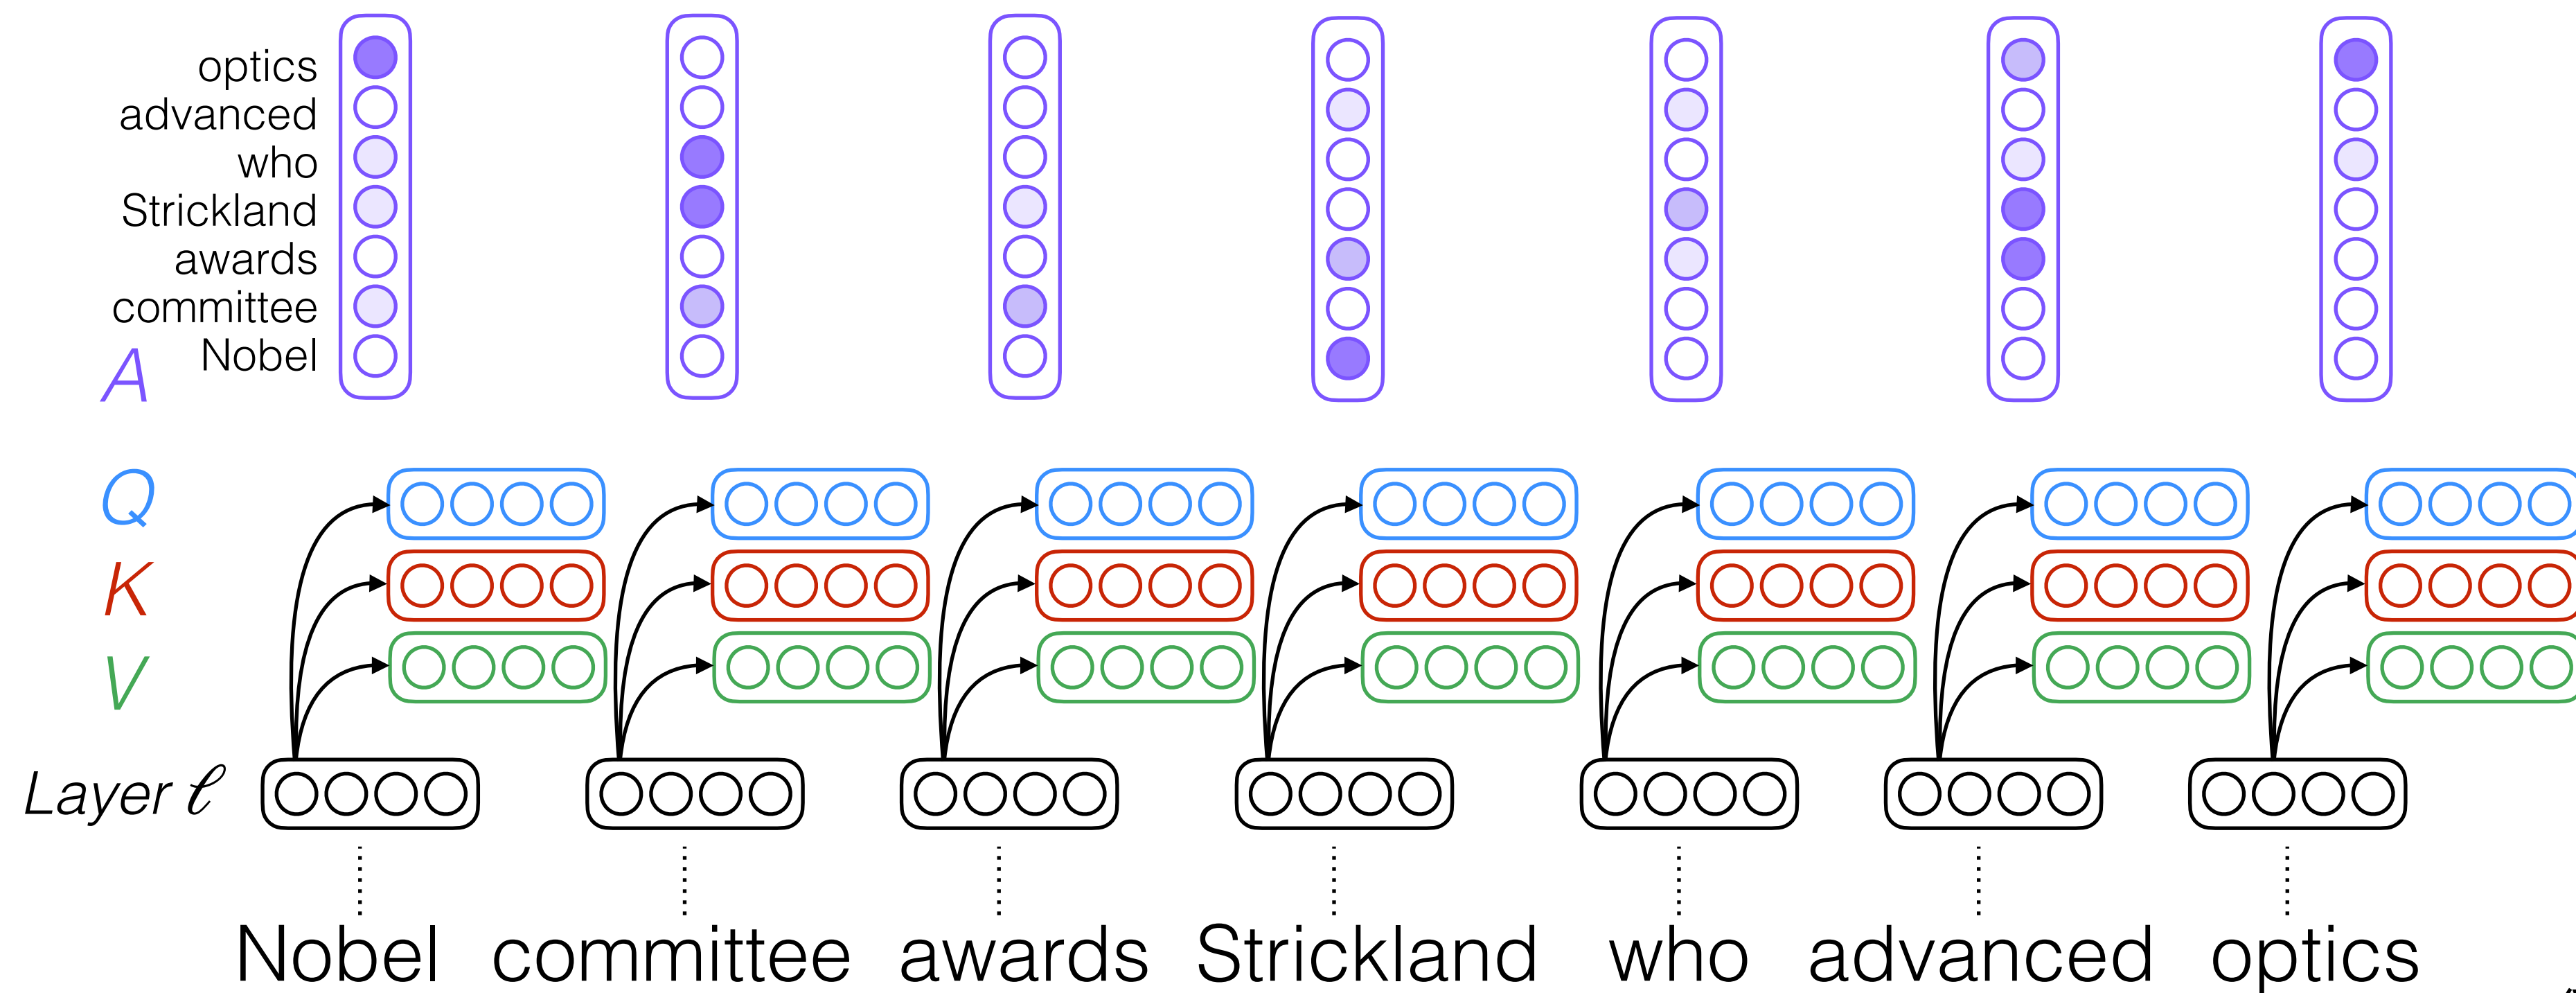 optics
advanced
who
Strickland
awards
committee
Nobel
A
Q
K
V
Layer ℓ
Nobel committee awards Strickland who advanced optics